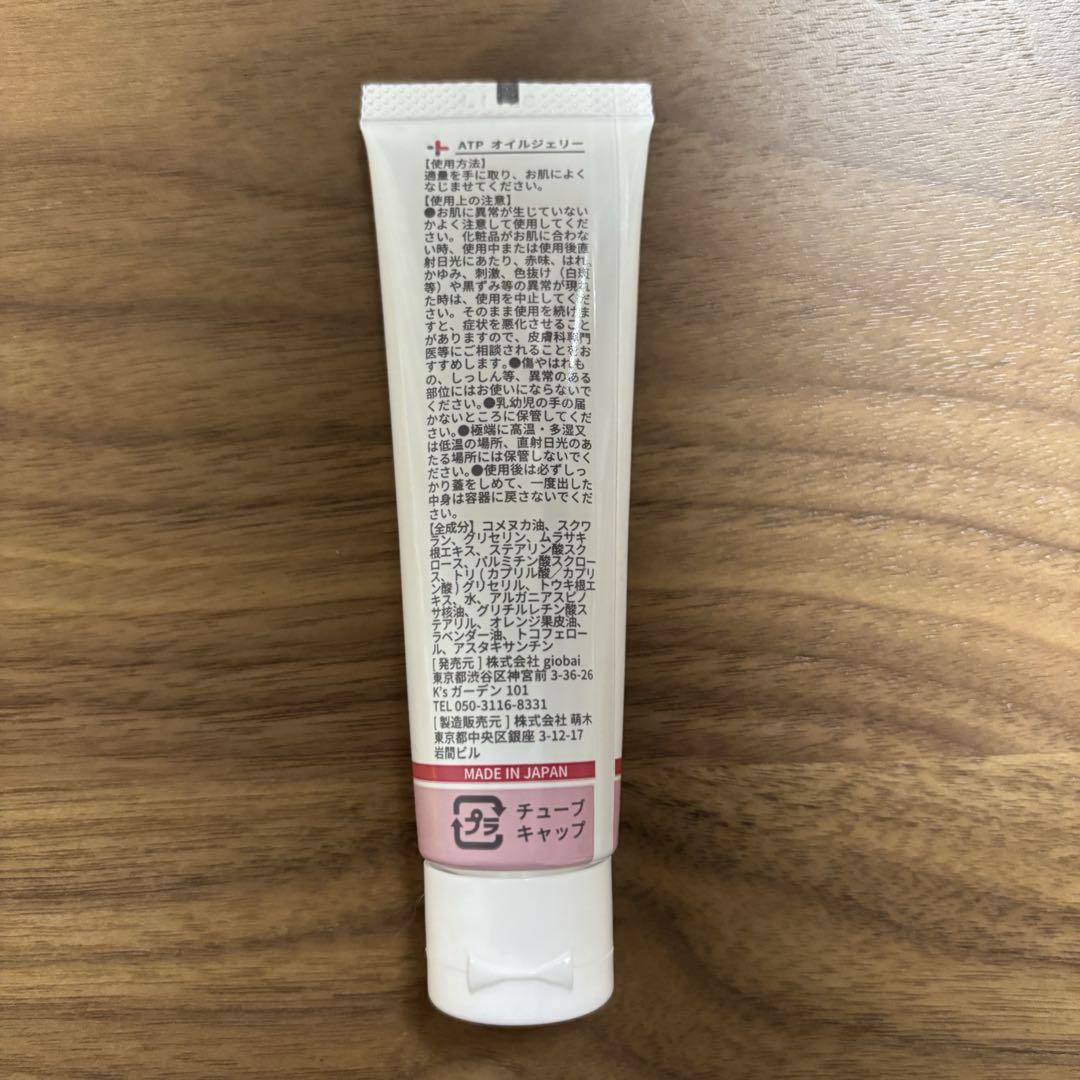 ATP オイルジェリー
【使用方法】
適量を手に取り、お肌によく
なじませてください。
【使用上の注意】
●お肌に異常が生じていない
かよく注意して使用してくだ
さい。化粧品がお肌に合わな
い時、使用中または使用後直
射日光にあたり、赤味、はれ、
かゆみ、刺激、色抜け（白斑
等）や黒ずみ等の異常が現れ
た時は、使用を中止してくだ
さい。そのまま使用を続けま
すと、症状を悪化させること
がありますので、皮膚科専門
医等にご相談されることをお
すすめします。●傷やはれも
の、しっしん等、異常のある
部位にはお使いにならないで
ください。●乳幼児の手の届
かないところに保管してくだ
さい。●極端に高温・多湿又
は低温の場所、直射日光のあ
たる場所には保管しないでく
ださい。●使用後は必ずしっ
かり蓋をしめて、一度出した
中身は容器に戻さないでくだ
さい。
【全成分】コメヌカ油、スクワ
ラン、グリセリン、ムラサキ
根エキス、ステアリン酸スク
ロース、パルミチン酸スクロー
ス、トリ(カプリル酸／カプリ
ン酸)グリセリル、トウキ根エ
キス、水、アルガニアスピノ
サ核油、グリチルレチン酸ス
テアリル、オレンジ果皮油、
ラベンダー油、トコフェロー
ル、アスタキサンチン
[ 発売元 ] 株式会社 giobai
東京都渋谷区神宮前 3-36-26
K's ガーデン 101
TEL 050-3116-8331
[ 製造販売元 ] 株式会社 萌木
東京都中央区銀座 3-12-17
岩間ビル
MADE IN JAPAN
プラ
チューブ
キャップ